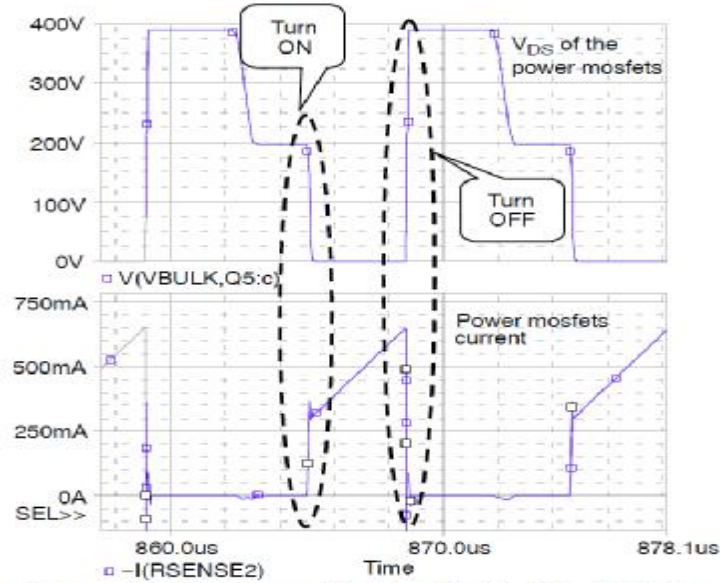 400V
300V
200V
100V
0V
Turn
ON
V_DS of the
power mosfets
Turn
OFF
V(VBULK,Q5:c)
750mA
500mA
250mA
0A
SEL>>
Power mosfets
current
860.0us
870.0us
878.1us
Time
-I(RSENSE2)